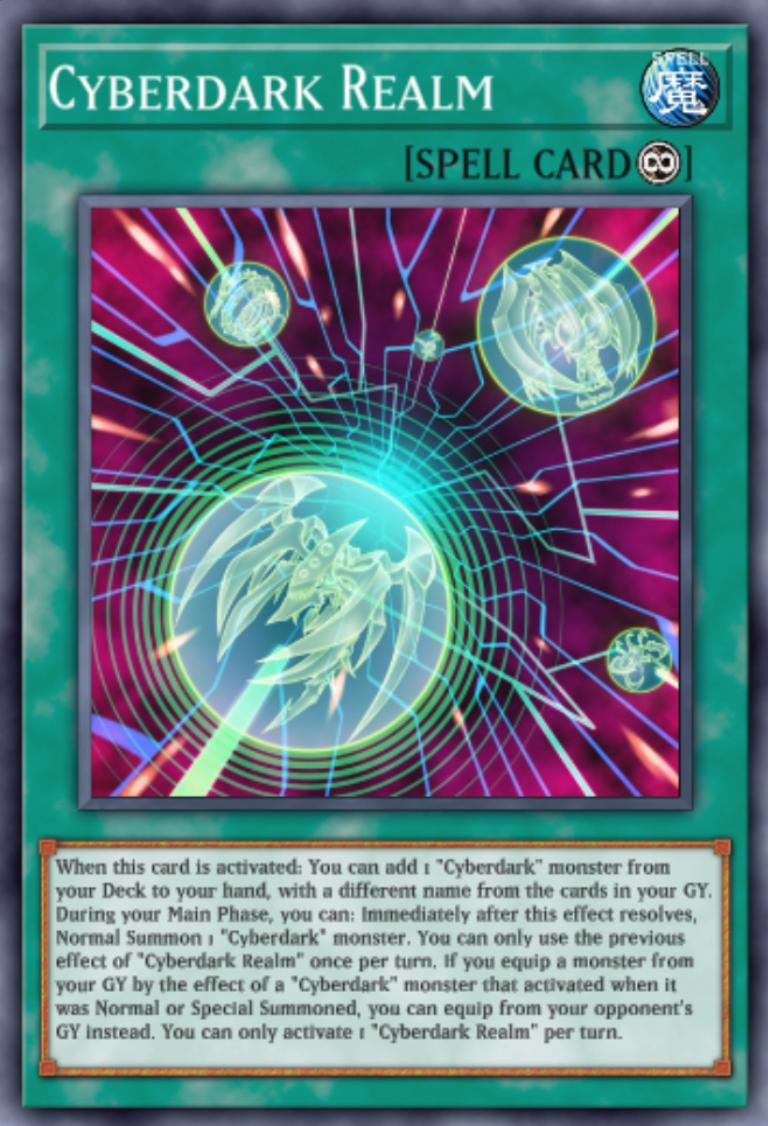 Cyberdark Realm
SPELL
魔
[SPELL CARD♾]
When this card is activated: You can add 1 "Cyberdark" monster from
your Deck to your hand, with a different name from the cards in your GY.
During your Main Phase, you can: Immediately after this effect resolves,
Normal Summon 1 "Cyberdark" monster. You can only use the previous
effect of "Cyberdark Realm" once per turn. If you equip a monster from
your GY by the effect of a "Cyberdark" monster that activated when it
was Normal or Special Summoned, you can equip from your opponent's
GY instead. You can only activate 1 "Cyberdark Realm" per turn.